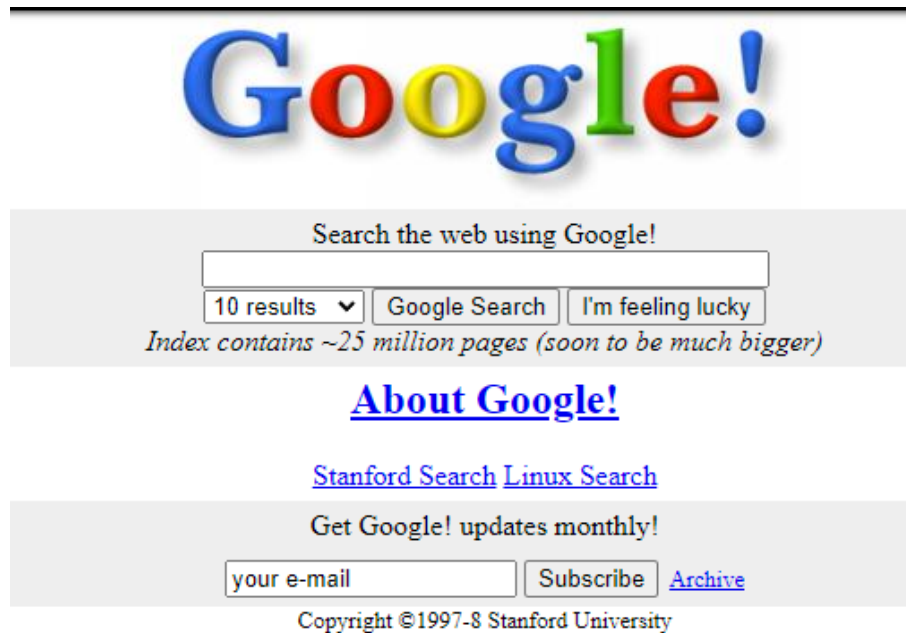 Google!
Search the web using Google!
10 results Google Search I'm feeling lucky
Index contains ~25 million pages (soon to be much bigger)
About Google!
Stanford Search Linux Search
Get Google! updates monthly!
your e-mail Subscribe Archive
Copyright ©1997-8 Stanford University